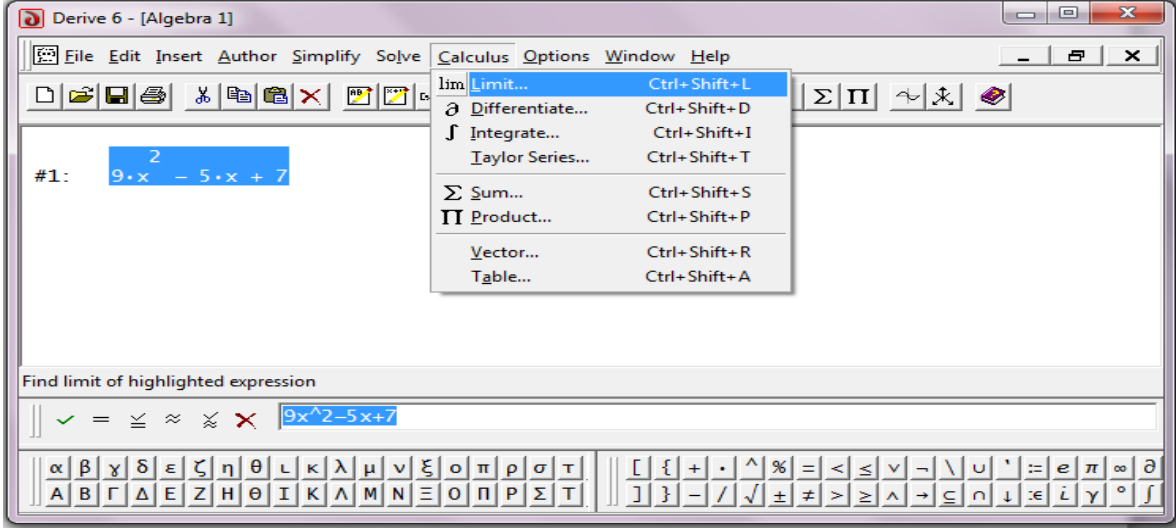 Derive 6 - [Algebra 1]
File Edit Insert Author Simplify Solve Calculus Options Window Help
lim Limit... Ctrl+Shift+L
∂ Differentiate... Ctrl+Shift+D
∫ Integrate... Ctrl+Shift+I
Taylor Series... Ctrl+Shift+T
∑ Sum... Ctrl+Shift+S
∏ Product... Ctrl+Shift+P
Vector... Ctrl+Shift+R
Table... Ctrl+Shift+A
Σ Π
2
#1: 9·x - 5·x + 7
Find limit of highlighted expression
✓ = ≚ ≈ ✕ 9x^2-5x+7
α β γ δ ε ζ η θ ι κ λ μ ν ξ ο π ρ σ τ [ { + · ^ % = < ≤ ∨ ¬ \ ∪ ' := e π ∞ ∂
Α Β Γ Δ Ε Ζ Η Θ Ι Κ Λ Μ Ν Ξ Ο Π Ρ Σ Τ ] } - / √ ± ≠ > ≥ ∧ → ⊆ ∩ ↓ :∈ i γ ° ∫